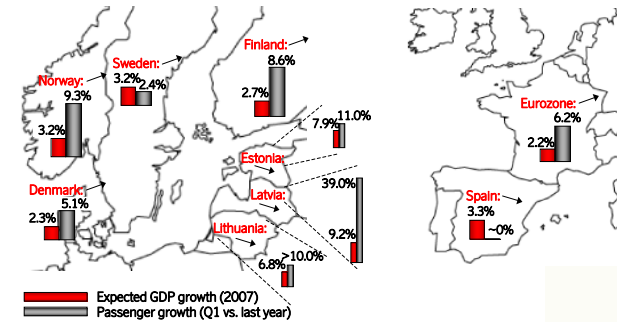 Finland:
8.6%
2.7%
Sweden:
3.2%
2.4%
Norway:
9.3%
3.2%
Eurozone:
6.2%
2.2%
7.9%
11.0%
Estonia:
Denmark:
5.1%
2.3%
39.0%
9.2%
Latvia:
Spain:
3.3%
~0%
Lithuania:
6.8%
>10.0%
Expected GDP growth (2007)
Passenger growth (Q1 vs. last year)